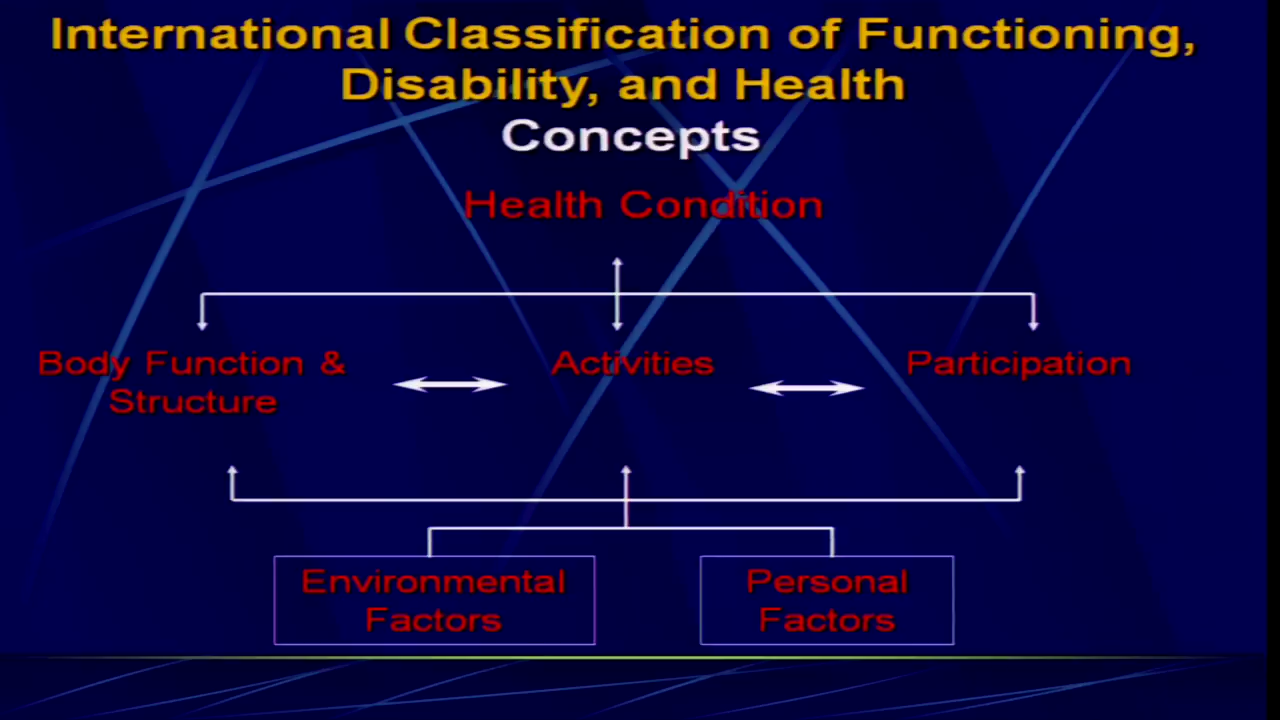 International Classification of Functioning,
Disability, and Health
Concepts
Health Condition
Body Function &
Structure
Activities
Participation
Environmental
Factors
Personal
Factors